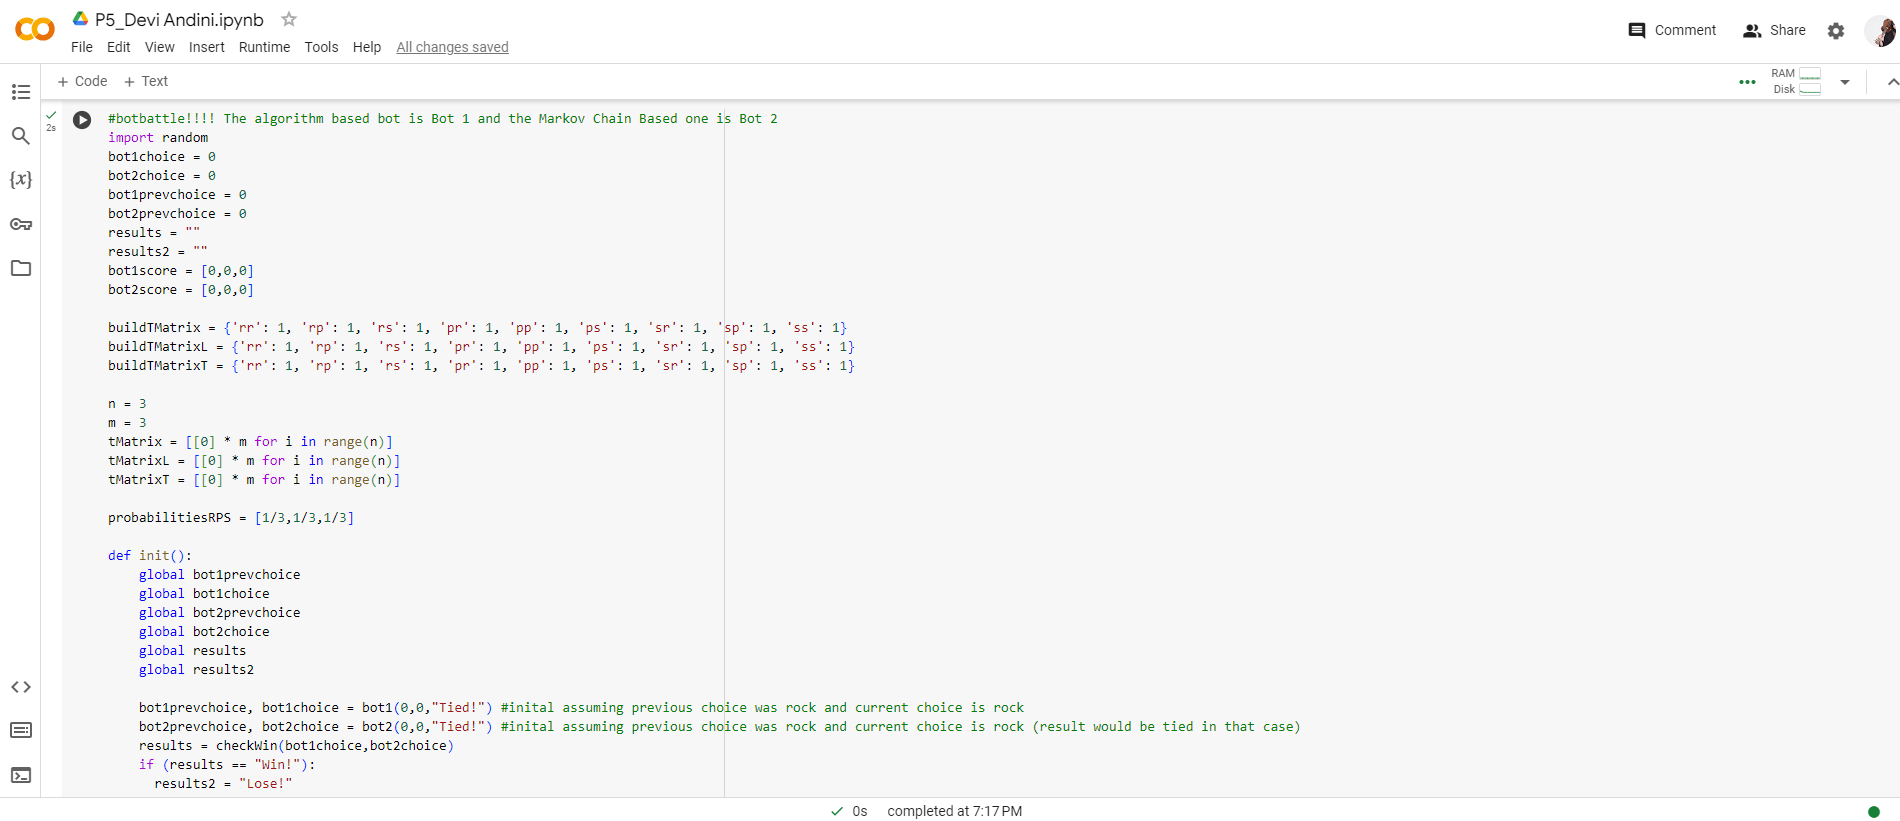 P5_Devi Andini.ipynb
File Edit View Insert Runtime Tools Help All changes saved
Comment Share
+ Code + Text
RAM
Disk
2s
#botbattle!!!! The algorithm based bot is Bot 1 and the Markov Chain Based one is Bot 2
import random
bot1choice = 0
bot2choice = 0
bot1prevchoice = 0
bot2prevchoice = 0
results = ""
results2 = ""
bot1score = [0,0,0]
bot2score = [0,0,0]
buildTMatrix = {'rr': 1, 'rp': 1, 'rs': 1, 'pr': 1, 'pp': 1, 'ps': 1, 'sr': 1, 'sp': 1, 'ss': 1}
buildTMatrixL = {'rr': 1, 'rp': 1, 'rs': 1, 'pr': 1, 'pp': 1, 'ps': 1, 'sr': 1, 'sp': 1, 'ss': 1}
buildTMatrixT = {'rr': 1, 'rp': 1, 'rs': 1, 'pr': 1, 'pp': 1, 'ps': 1, 'sr': 1, 'sp': 1, 'ss': 1}
n = 3
m = 3
tMatrix = [[0] * m for i in range(n)]
tMatrixL = [[0] * m for i in range(n)]
tMatrixT = [[0] * m for i in range(n)]
probabilitiesRPS = [1/3,1/3,1/3]
def init():
global bot1prevchoice
global bot1choice
global bot2prevchoice
global bot2choice
global results
global results2
bot1prevchoice, bot1choice = bot1(0,0,"Tied!") #inital assuming previous choice was rock and current choice is rock
bot2prevchoice, bot2choice = bot2(0,0,"Tied!") #inital assuming previous choice was rock and current choice is rock (result would be tied in that case)
results = checkWin(bot1choice,bot2choice)
if (results == "Win!"):
results2 = "Lose!"
0s completed at 7:17 PM